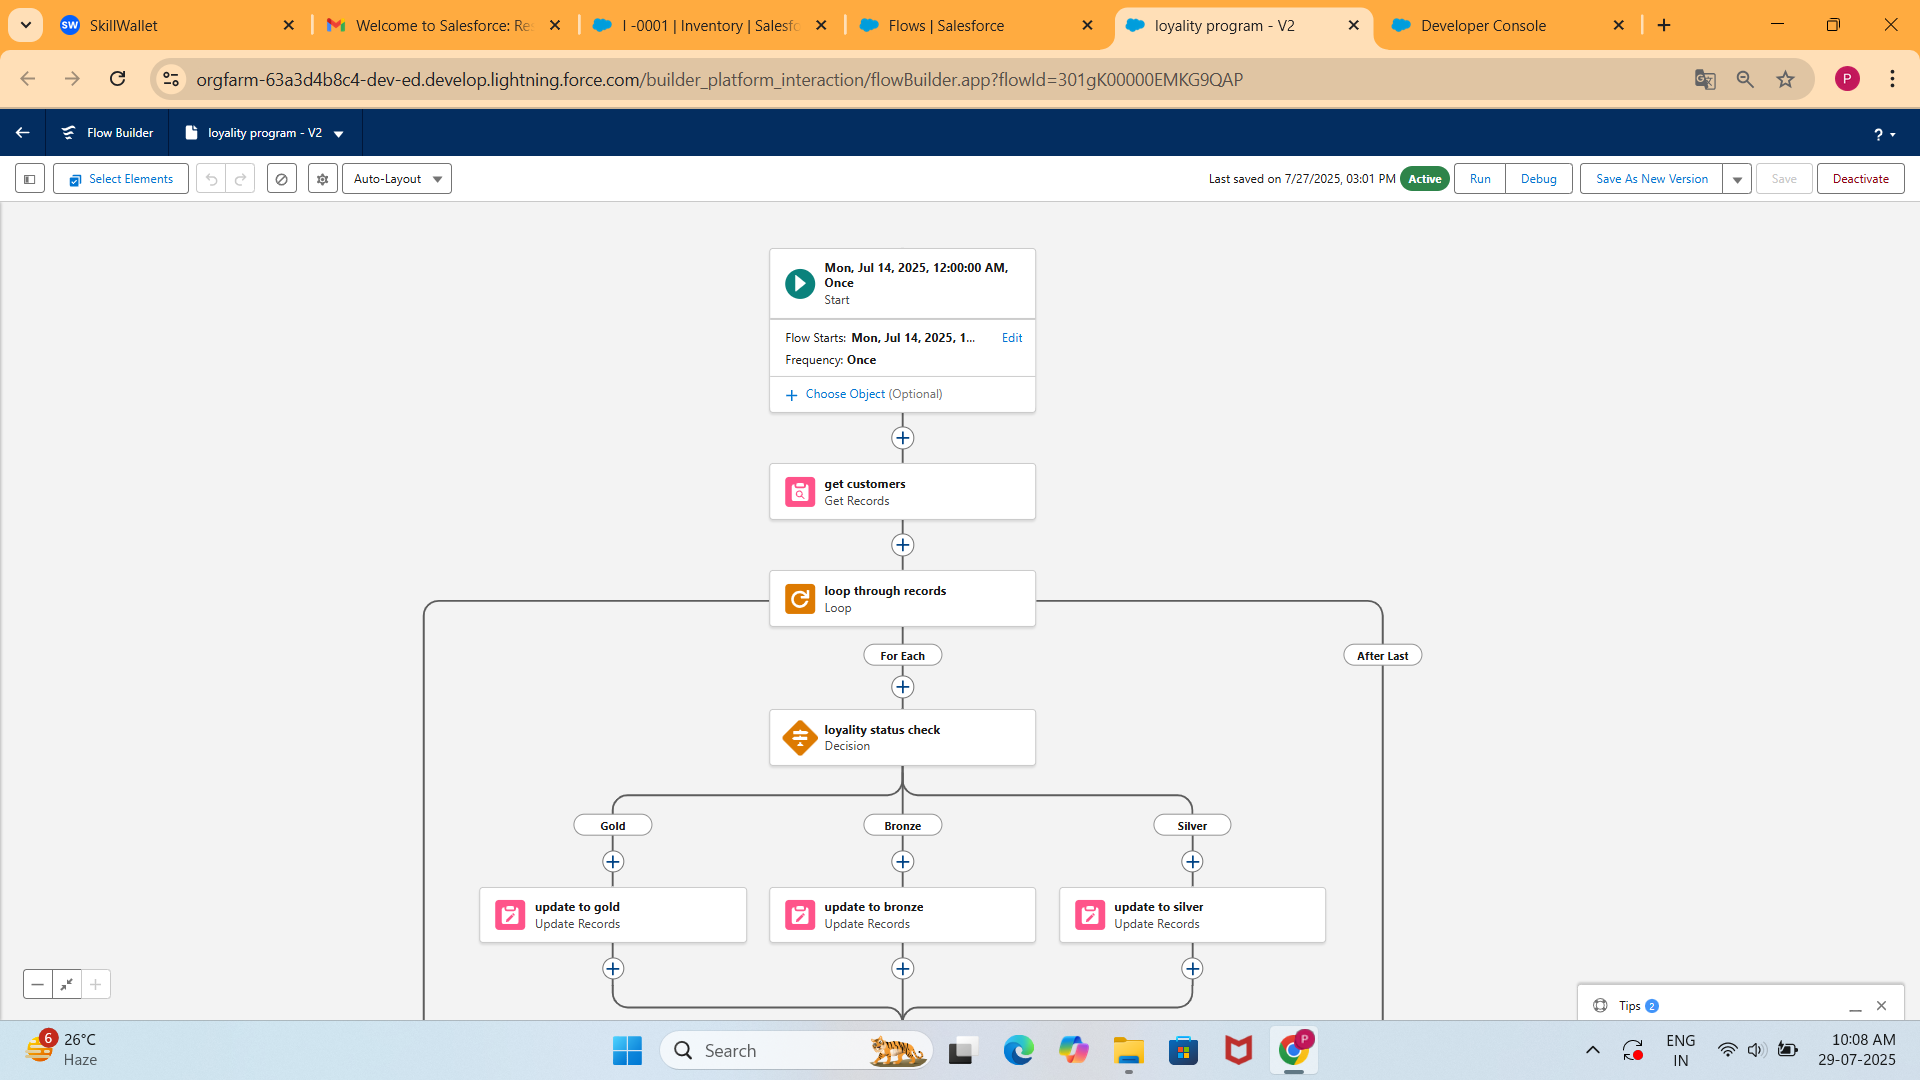 SkillWallet
Welcome to Salesforce: Re
I -0001 | Inventory | Salesfo
Flows | Salesforce
loyality program - V2
Developer Console
orgfarm-63a3d4b8c4-dev-ed.develop.lightning.force.com/builder_platform_interaction/flowBuilder.app?flowId=301gK00000EMKG9QAP
P
Flow Builder
loyality program - V2
?
Select Elements
Auto-Layout
Last saved on 7/27/2025, 03:01 PM
Active
Run
Debug
Save As New Version
Save
Deactivate
Mon, Jul 14, 2025, 12:00:00 AM,
Once
Start
Flow Starts: Mon, Jul 14, 2025, 1...
Edit
Frequency: Once
Choose Object (Optional)
get customers
Get Records
loop through records
Loop
For Each
After Last
loyality status check
Decision
Gold
Bronze
Silver
update to gold
Update Records
update to bronze
Update Records
update to silver
Update Records
Tips 2
6
26°C
Haze
Search
P
ENG
IN
10:08 AM
29-07-2025